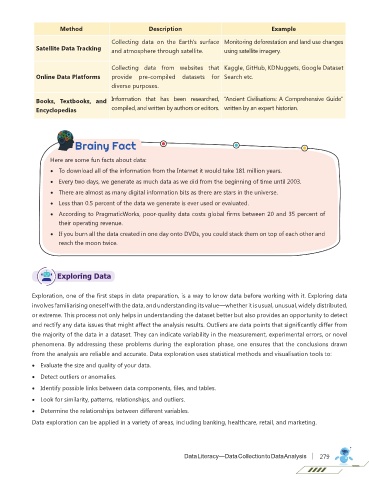 Method Description Example
Satellite Data Tracking
Collecting data on the Earth's surface
and atmosphere through satellite.
Monitoring deforestation and land use changes
using satellite imagery.
Online Data Platforms
Collecting data from websites that
provide pre-compiled datasets for
diverse purposes.
Kaggle, GitHub, KDNuggets, Google Dataset
Search etc.
Books, Textbooks, and
Encyclopedias
Information that has been researched,
compiled, and written by authors or editors.
"Ancient Civilisations: A Comprehensive Guide"
written by an expert historian.
Brainy Fact
Here are some fun facts about data:
• To download all of the information from the Internet it would take 181 million years.
• Every two days, we generate as much data as we did from the beginning of time until 2003.
• There are almost as many digital information bits as there are stars in the universe.
• Less than 0.5 percent of the data we generate is ever used or evaluated.
• According to PragmaticWorks, poor-quality data costs global firms between 20 and 35 percent of
their operating revenue.
• If you burn all the data created in one day onto DVDs, you could stack them on top of each other and
reach the moon twice.
Exploring Data
Exploration, one of the first steps in data preparation, is a way to know data before working with it. Exploring data
involves familiarising oneself with the data, and understanding its value—whether it is usual, unusual, widely distributed,
or extreme. This process not only helps in understanding the dataset better but also provides an opportunity to detect
and rectify any data issues that might affect the analysis results. Outliers are data points that significantly differ from
the majority of the data in a dataset. They can indicate variability in the measurement, experimental errors, or novel
phenomena. By addressing these problems during the exploration phase, one ensures that the conclusions drawn
from the analysis are reliable and accurate. Data exploration uses statistical methods and visualisation tools to:
• Evaluate the size and quality of your data.
• Detect outliers or anomalies.
• Identify possible links between data components, files, and tables.
• Look for similarity, patterns, relationships, and outliers.
• Determine the relationships between different variables.
Data exploration can be applied in a variety of areas, including banking, healthcare, retail, and marketing.
Data Literacy—Data Collection to Data Analysis 279